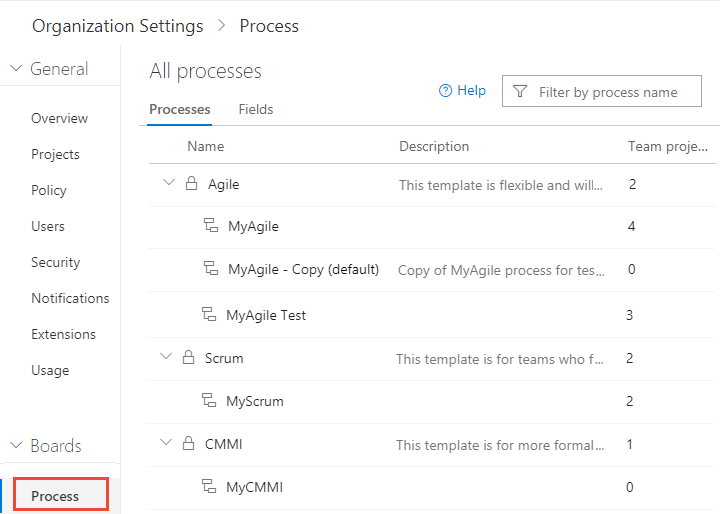 Organization Settings > Process
General
Overview
Projects
Policy
Users
Security
Notifications
Extensions
Usage
Boards
Process
All processes
Help
Filter by process name
Processes Fields
Name Description Team proje...
Agile This template is flexible and will... 2
MyAgile 4
MyAgile - Copy (default) Copy of MyAgile process for tes... 0
MyAgile Test 3
Scrum This template is for teams who f... 2
MyScrum 2
CMMI This template is for more formal... 1
MyCMMI 0